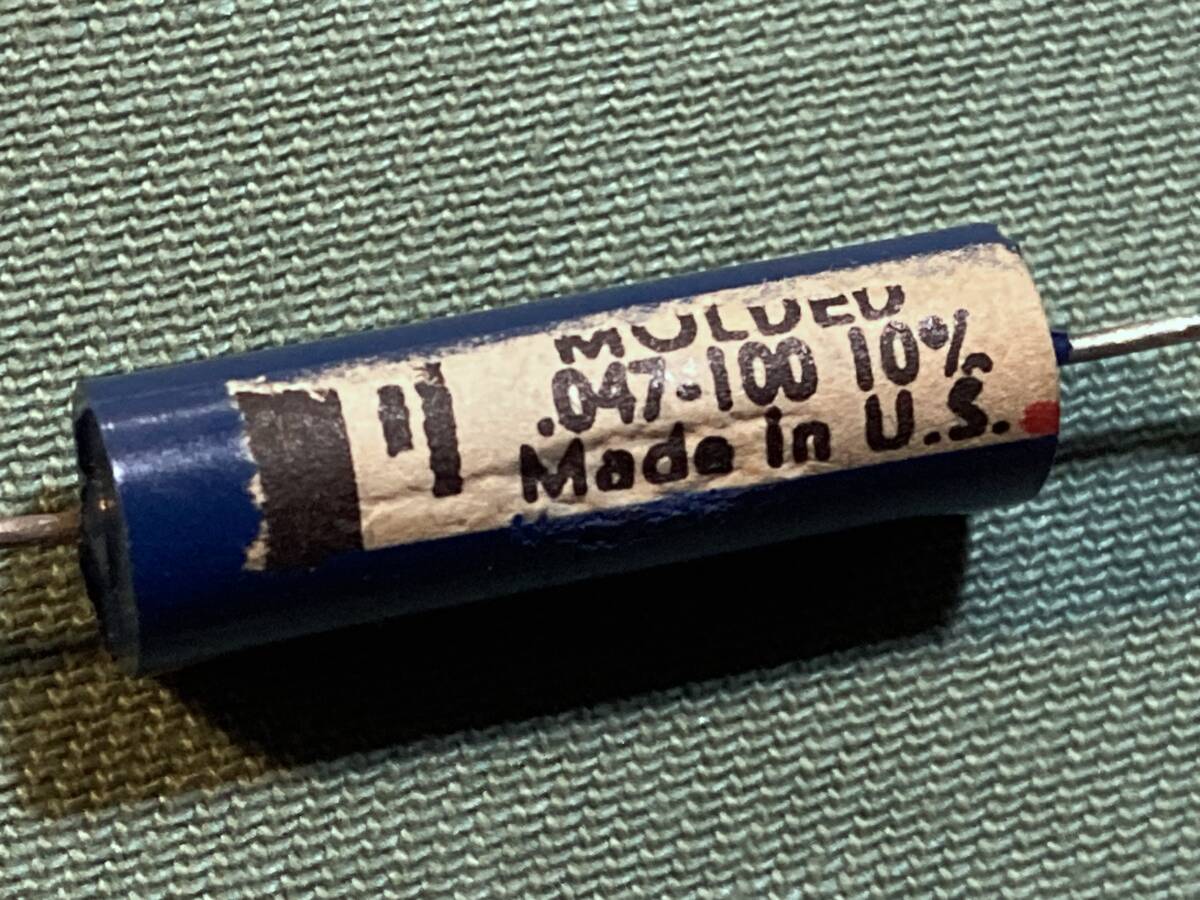 MOLDED
.047-100 10%
Made in U.S.